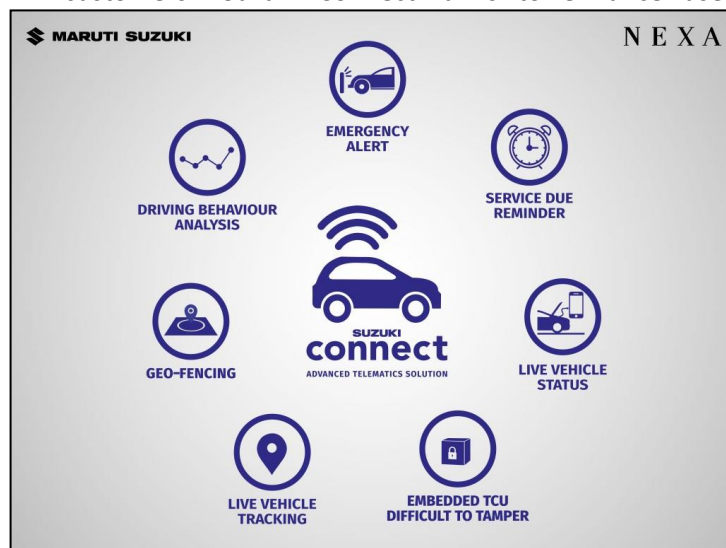 MARUTI SUZUKI
NEXA
EMERGENCY
ALERT
DRIVING BEHAVIOUR
ANALYSIS
SERVICE DUE
REMINDER
GEO-FENCING
SUZUKI
connect
ADVANCED TELEMATICS SOLUTION
LIVE VEHICLE
STATUS
LIVE VEHICLE
TRACKING
EMBEDDED TCU
DIFFICULT TO TAMPER